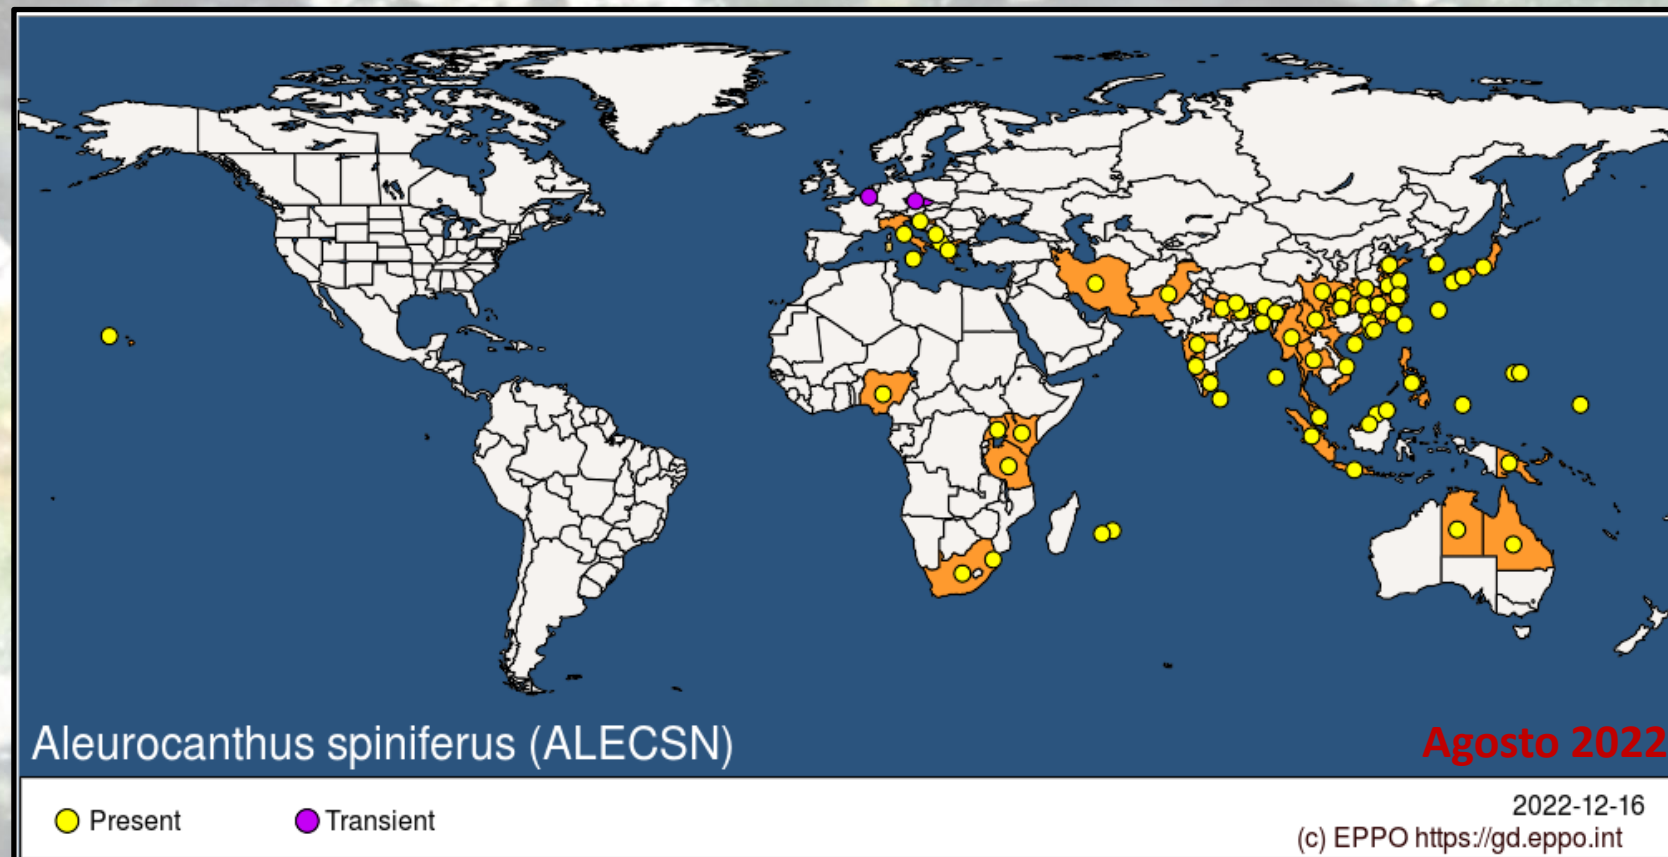 Aleurocanthus spiniferus (ALECSN)
Agosto 2022
Present
Transient
2022-12-16
(c) EPPO https://gd.eppo.int